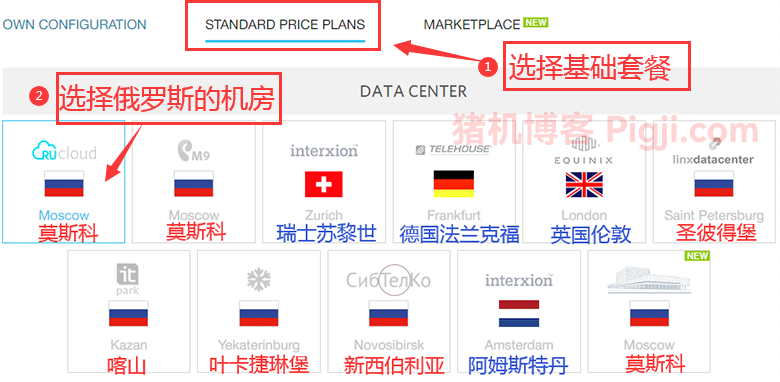 OWN CONFIGURATION
STANDARD PRICE PLANS
MARKETPLACE NEW
1 选择基础套餐
2 选择俄罗斯的机房
DATA CENTER
猪机博客 Pigji.com
RUcloud
M9
interxion™
TELEHOUSE
EQUINIX
linxdatacenter
Moscow
Moscow
Zurich
Frankfurt
London
Saint Petersburg
莫斯科
莫斯科
瑞士苏黎世
德国法兰克福
英国伦敦
圣彼得堡
it park
СибТелКо
interxion™
NEW
Kazan
Yekaterinburg
Novosibirsk
Amsterdam
Moscow
喀山
叶卡捷琳堡
新西伯利亚
阿姆斯特丹
莫斯科